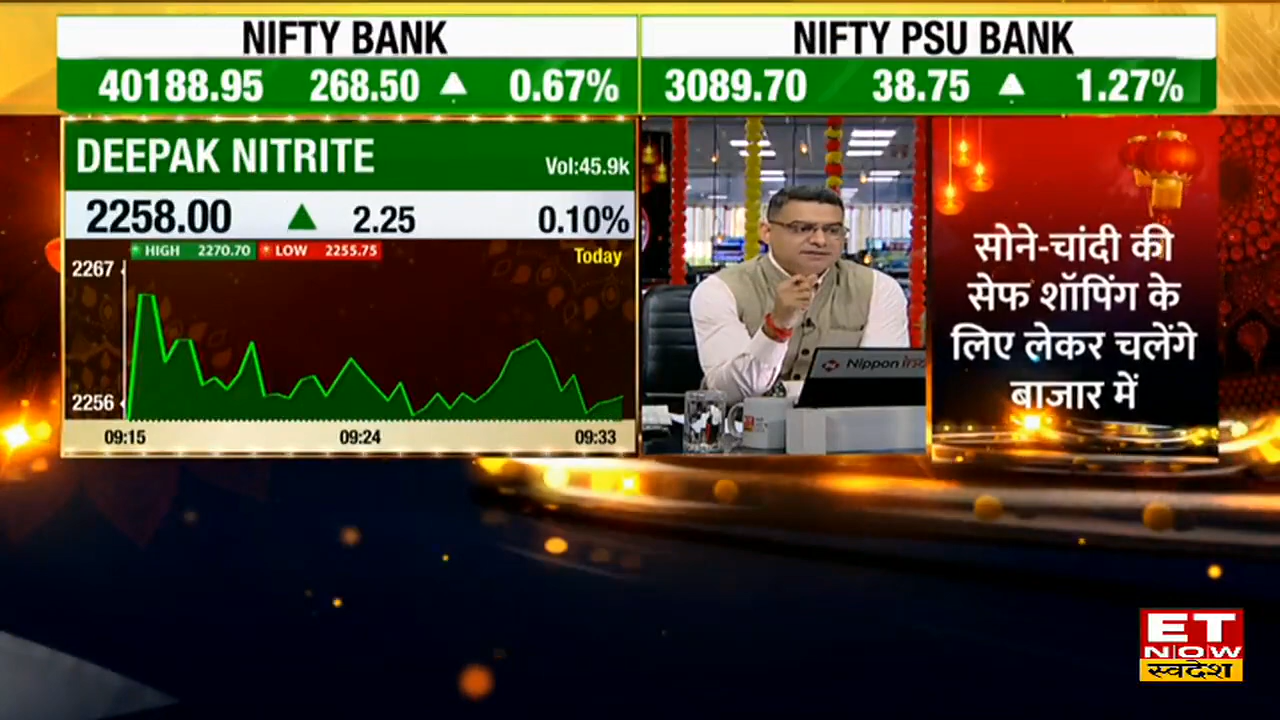 NIFTY BANK
40188.95 268.50 ▲ 0.67%
NIFTY PSU BANK
3089.70 38.75 ▲ 1.27%
DEEPAK NITRITE Vol:45.9k
2258.00 ▲ 2.25 0.10%
HIGH 2270.70 LOW 2255.75 Today
2267
2256
09:15 09:24 09:33
Nippon
ET
सोने-चांदी की
सेफ शॉपिंग के
लिए लेकर चलेंगे
बाजार में
ET
NOW
स्वदेश